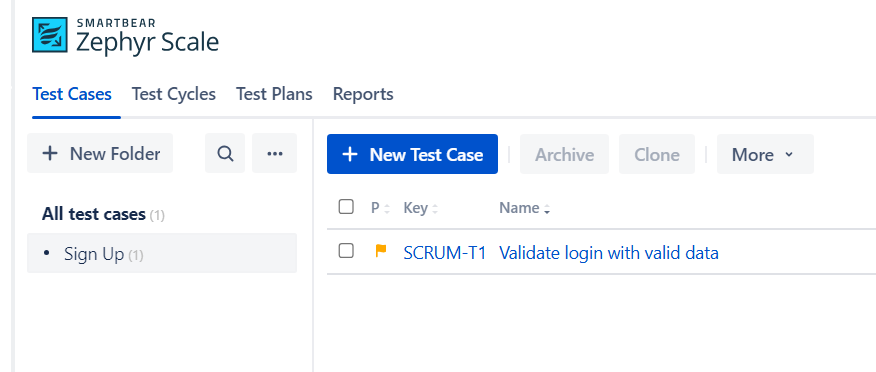 SMARTBEAR
Zephyr Scale
Test Cases Test Cycles Test Plans Reports
+ New Folder ...
+ New Test Case Archive Clone More
All test cases (1)
P Key Name
• Sign Up (1)
SCRUM-T1 Validate login with valid data